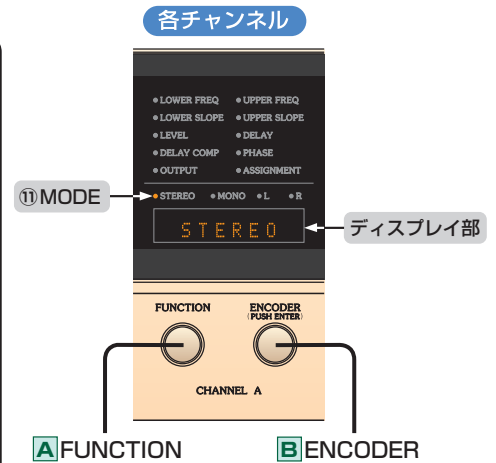 各チャンネル
●LOWER FREQ ●UPPER FREQ
●LOWER SLOPE ●UPPER SLOPE
●LEVEL ●DELAY
●DELAY COMP ●PHASE
●OUTPUT ●ASSIGNMENT
⑪MODE
●STEREO ●MONO ●L ●R
STEREO
ディスプレイ部
FUNCTION ENCODER
(PUSH ENTER)
CHANNEL A
A FUNCTION B ENCODER